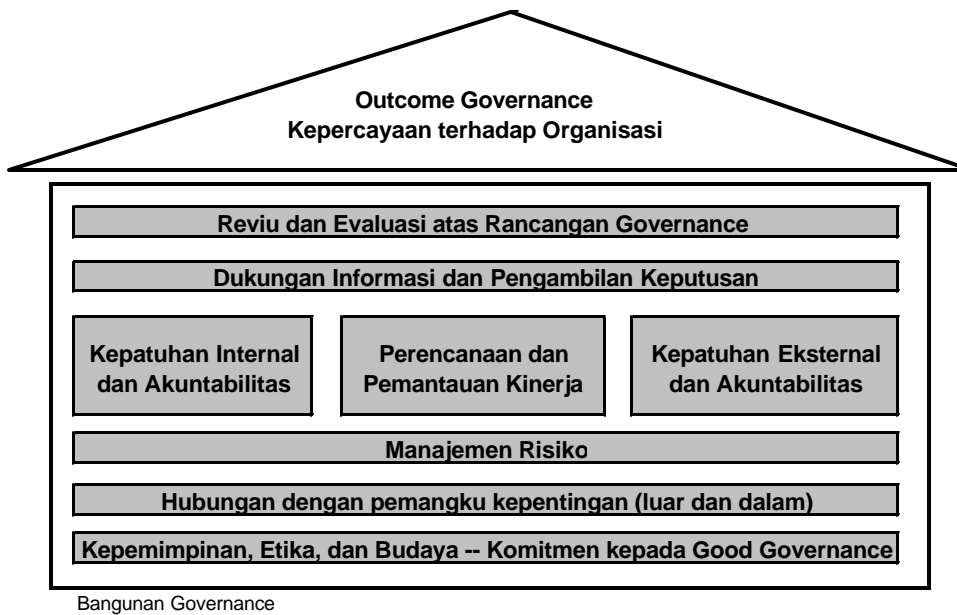 Outcome Governance
Kepercayaan terhadap Organisasi
Reviu dan Evaluasi atas Rancangan Governance
Dukungan Informasi dan Pengambilan Keputusan
Kepatuhan Internal
dan Akuntabilitas
Perencanaan dan
Pemantauan Kinerja
Kepatuhan Eksternal
dan Akuntabilitas
Manajemen Risiko
Hubungan dengan pemangku kepentingan (luar dan dalam)
Kepemimpinan, Etika, dan Budaya -- Komitmen kepada Good Governance
Bangunan Governance